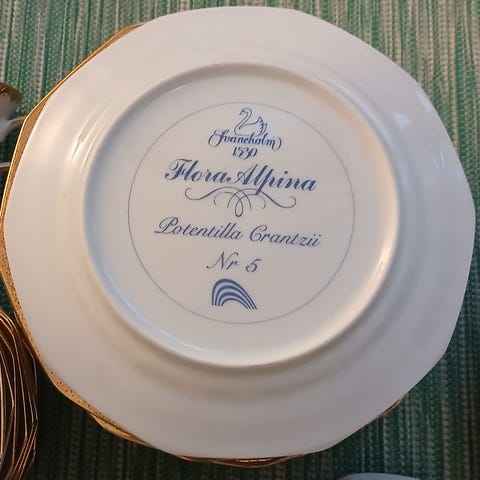 Svaneholm
1530
Flora Alpina
Potentilla Crantzii
Nr 5